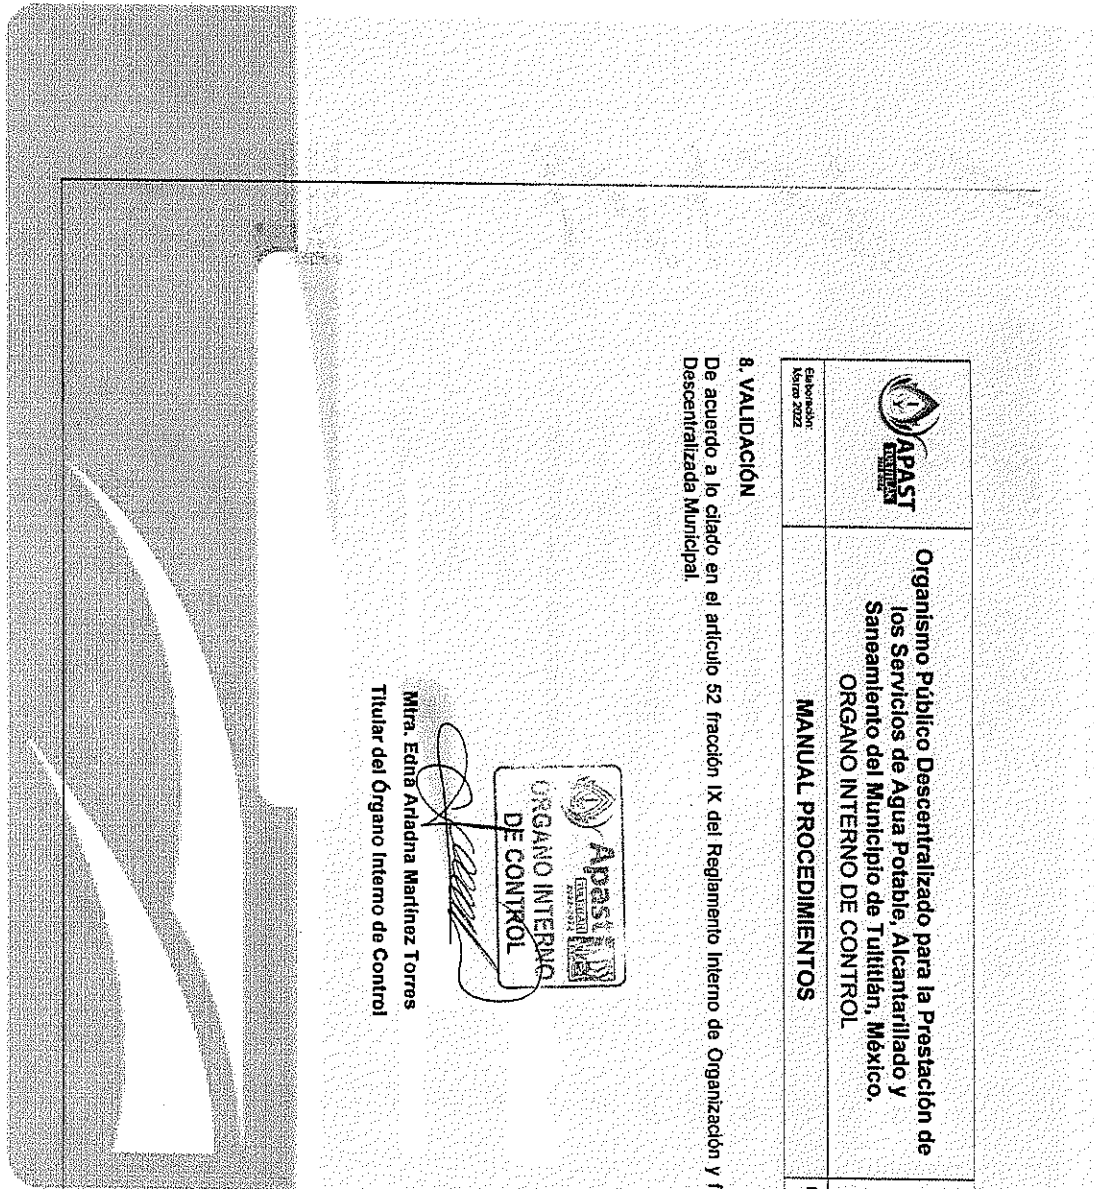 APAST
TULTITLÁN
Organismo Público Descentralizado para la Prestación de
los Servicios de Agua Potable, Alcantarillado y
Saneamiento del Municipio de Tultitlán, México.
ORGANO INTERNO DE CONTROL
Elaboración:
Marzo 2022
MANUAL PROCEDIMIENTOS
8. VALIDACIÓN
De acuerdo a lo citado en el artículo 52 fracción IX del Reglamento Interno de Organización y f
Descentralizada Municipal.
Apast
ORGANO INTERNO
DE CONTROL
Mtra. Edna Ariadna Martínez Torres
Titular del Órgano Interno de Control